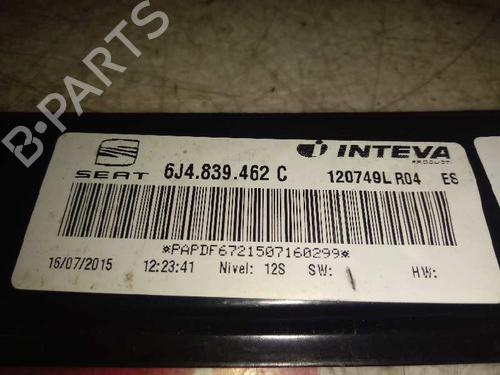 B-PARTS
SEAT
6J4.839.462 C
INTEVA
PRODUCTS
120749L R04 ES
*PAPDF6721507160299*
16/07/2015 12:23:41 Nivel: 12S SW: HW: